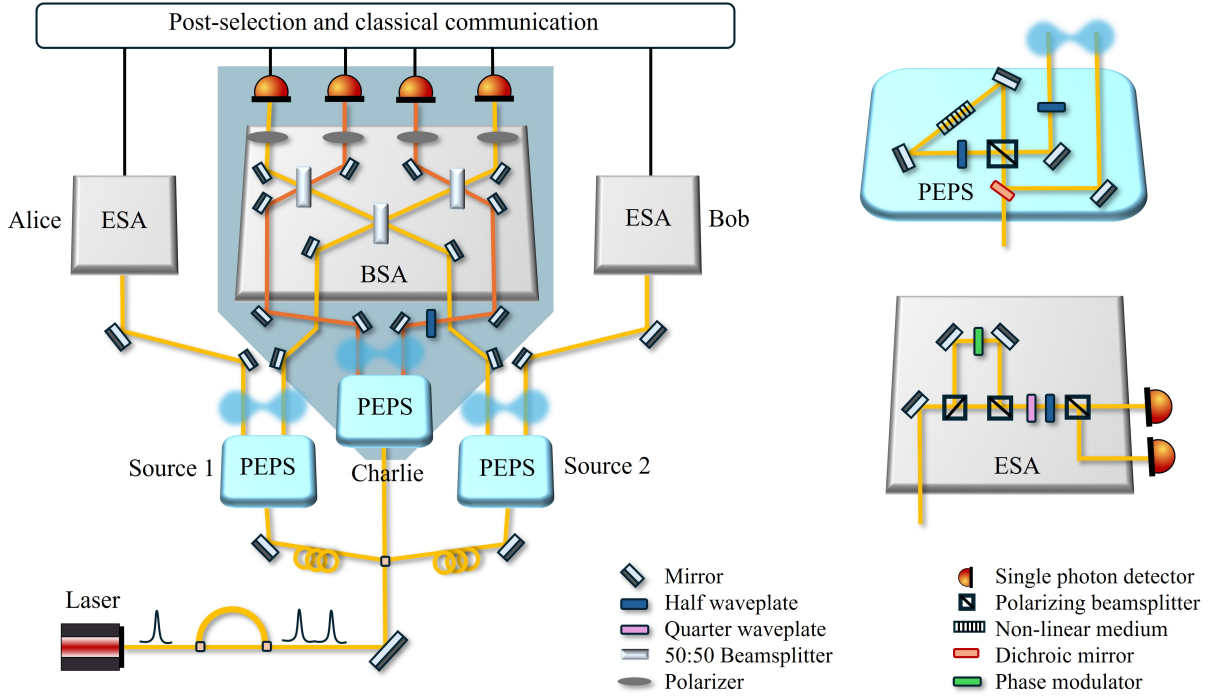 Post-selection and classical communication
Alice
ESA
ESA
Bob
BSA
PEPS
Charlie
Source 1
PEPS
PEPS
Source 2
Laser
PEPS
ESA
Mirror
Half waveplate
Quarter waveplate
50:50 Beamsplitter
Polarizer
Single photon detector
Polarizing beamsplitter
Non-linear medium
Dichroic mirror
Phase modulator